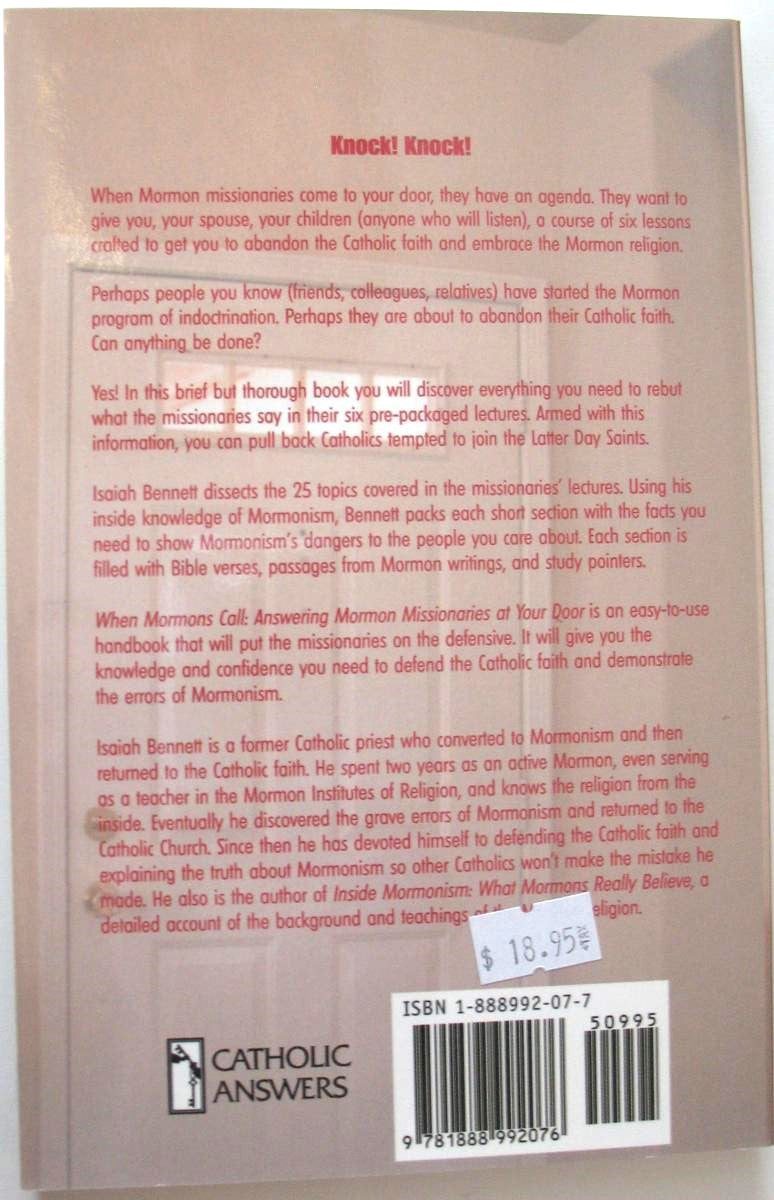 Knock! Knock!
When Mormon missionaries come to your door, they have an agenda. They want to
give you, your spouse, your children (anyone who will listen), a course of six lessons
crafted to get you to abandon the Catholic faith and embrace the Mormon religion.
Perhaps people you know (friends, colleagues, relatives) have started the Mormon
program of indoctrination. Perhaps they are about to abandon their Catholic faith.
Can anything be done?
Yes! In this brief but thorough book you will discover everything you need to rebut
what the missionaries say in their six pre-packaged lectures. Armed with this
information, you can pull back Catholics tempted to join the Latter Day Saints.
Isaiah Bennett dissects the 25 topics covered in the missionaries' lectures. Using his
inside knowledge of Mormonism, Bennett packs each short section with the facts you
need to show Mormonism's dangers to the people you care about. Each section is
filled with Bible verses, passages from Mormon writings, and study pointers.
When Mormons Call: Answering Mormon Missionaries at Your Door is an easy-to-use
handbook that will put the missionaries on the defensive. It will give you the
knowledge and confidence you need to defend the Catholic faith and demonstrate
the errors of Mormonism.
Isaiah Bennett is a former Catholic priest who converted to Mormonism and then
returned to the Catholic faith. He spent two years as an active Mormon, even serving
as a teacher in the Mormon Institutes of Religion, and knows the religion from the
inside. Eventually he discovered the grave errors of Mormonism and returned to the
Catholic Church. Since then he has devoted himself to defending the Catholic faith and
explaining the truth about Mormonism so other Catholics won't make the mistake he
made. He also is the author of Inside Mormonism: What Mormons Really Believe, a
detailed account of the background and teachings eligion.
$ 18.95
ISBN 1-888992-07-7
50995
CATHOLIC
ANSWERS
9 781888 992076